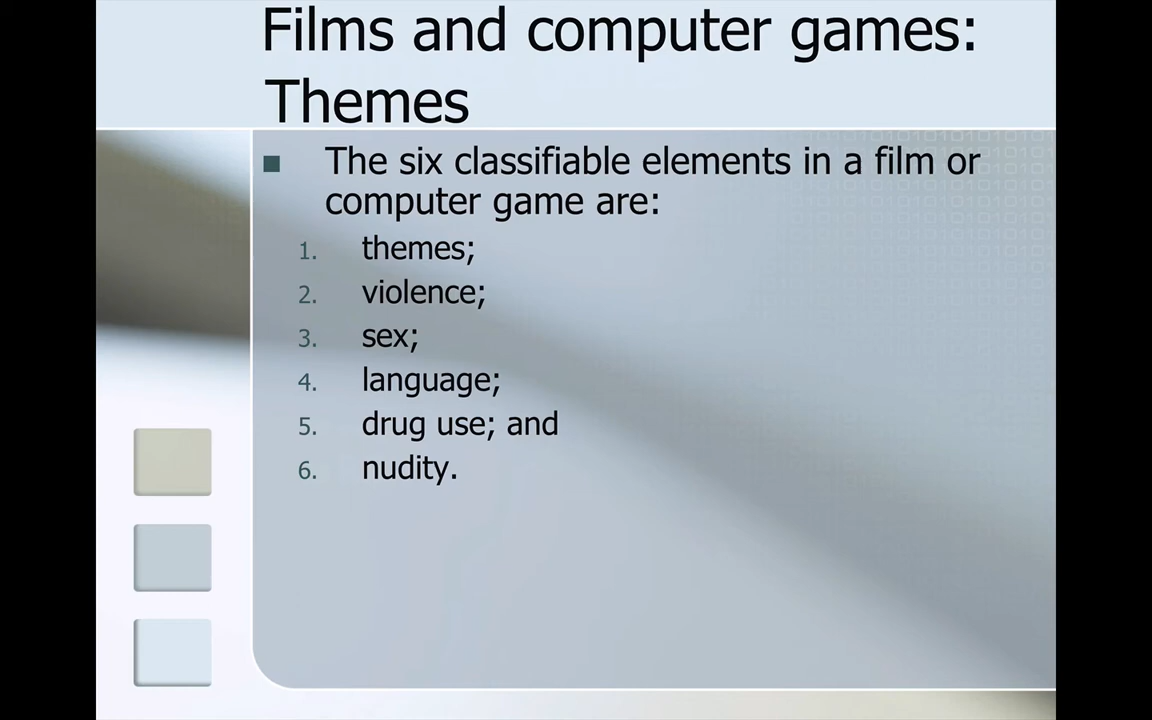 Films and computer games:
Themes
■ The six classifiable elements in a film or
computer game are:
1. themes;
2. violence;
3. sex;
4. language;
5. drug use; and
6. nudity.